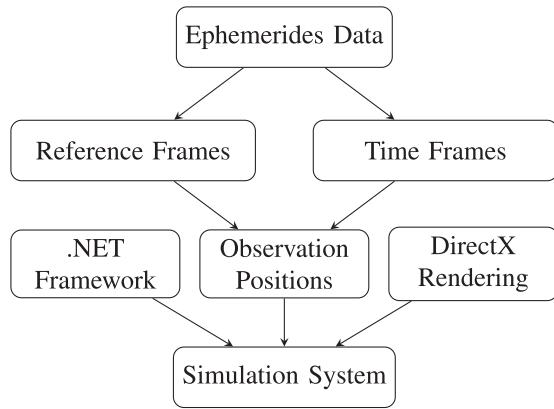 Ephemerides Data
Reference Frames
Time Frames
.NET
Framework
Observation
Positions
DirectX
Rendering
Simulation System